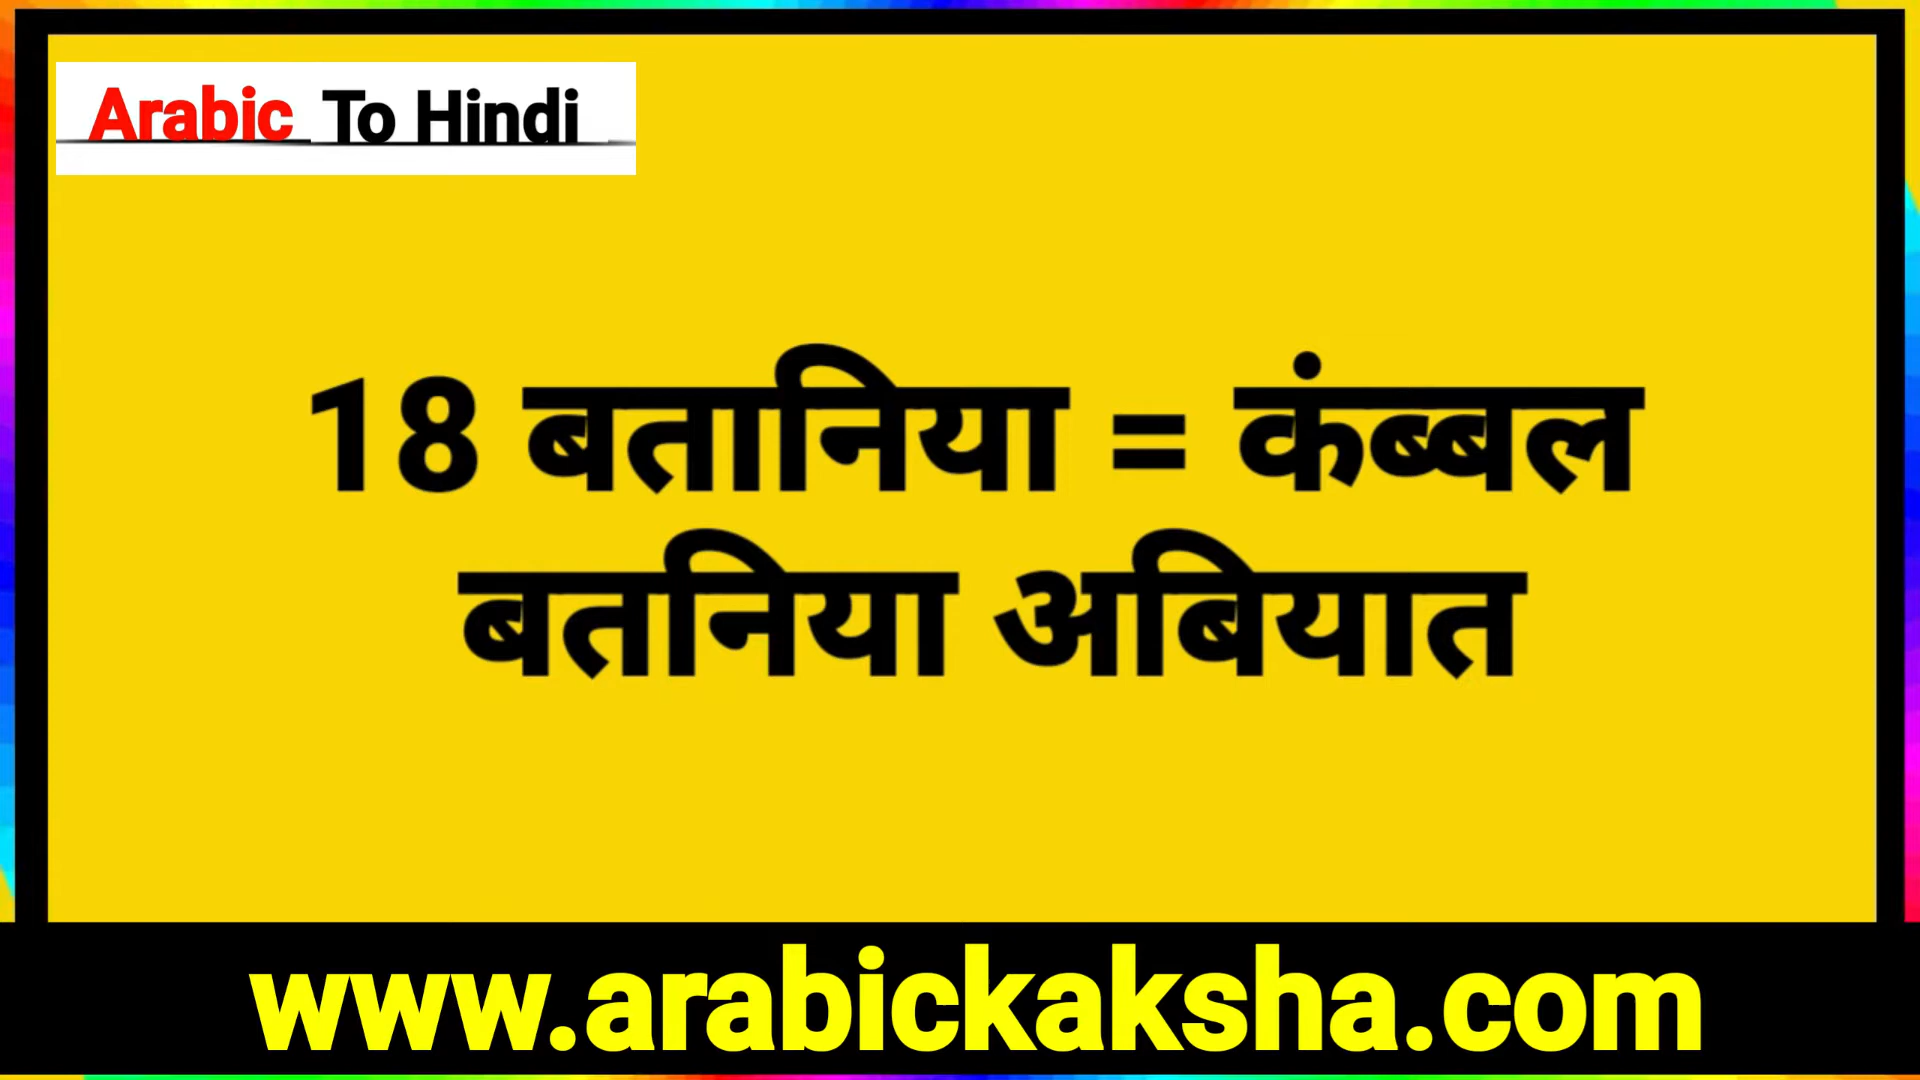 Arabic To Hindi
18 बतानिया = कंब्बल
बतनिया अबियात
www.arabickaksha.com